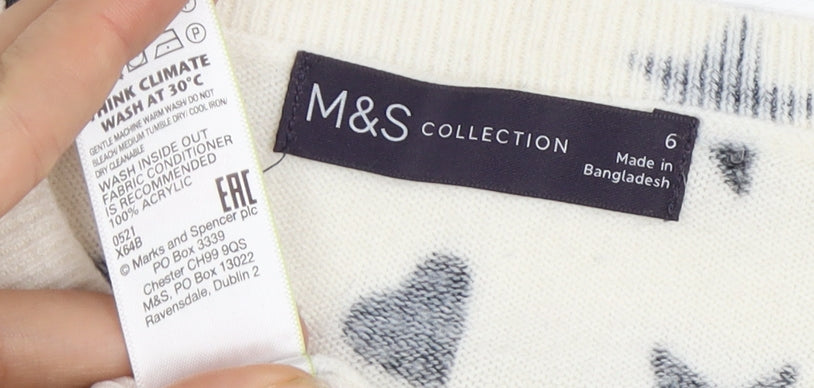 THINK CLIMATE
WASH AT 30°C
GENTLE MACHINE WARM WASH/ DO NOT
BLEACH/ MEDIUM TUMBLE DRY/ COOL IRON/
DRY CLEANABLE
WASH INSIDE OUT
FABRIC CONDITIONER
IS RECOMMENDED
100% ACRYLIC
EAC
0521
X64B
© Marks and Spencer plc
PO Box 3339
Chester CH99 9QS
M&S, PO Box 13022
Ravensdale, Dublin 2
M&S COLLECTION
6
Made in
Bangladesh